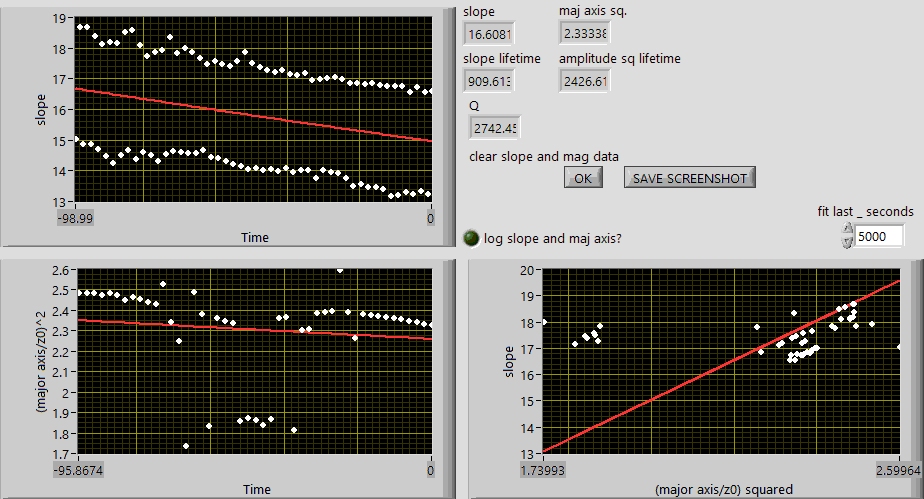 slope
maj axis sq.
16.6081
2.33338
slope lifetime
amplitude sq lifetime
909.613
2426.61
Q
2742.45
clear slope and mag data
OK
SAVE SCREENSHOT
fit last _ seconds
log slope and maj axis?
5000
19
18
17
16
15
14
13
slope
-98.99
0
Time
2.6
2.5
2.4
2.3
2.2
2.1
2
1.9
1.8
1.7
(major axis/z0)^2
-95.8674
0
Time
20
19
18
17
16
15
14
13
slope
1.73993
2.59964
(major axis/z0) squared